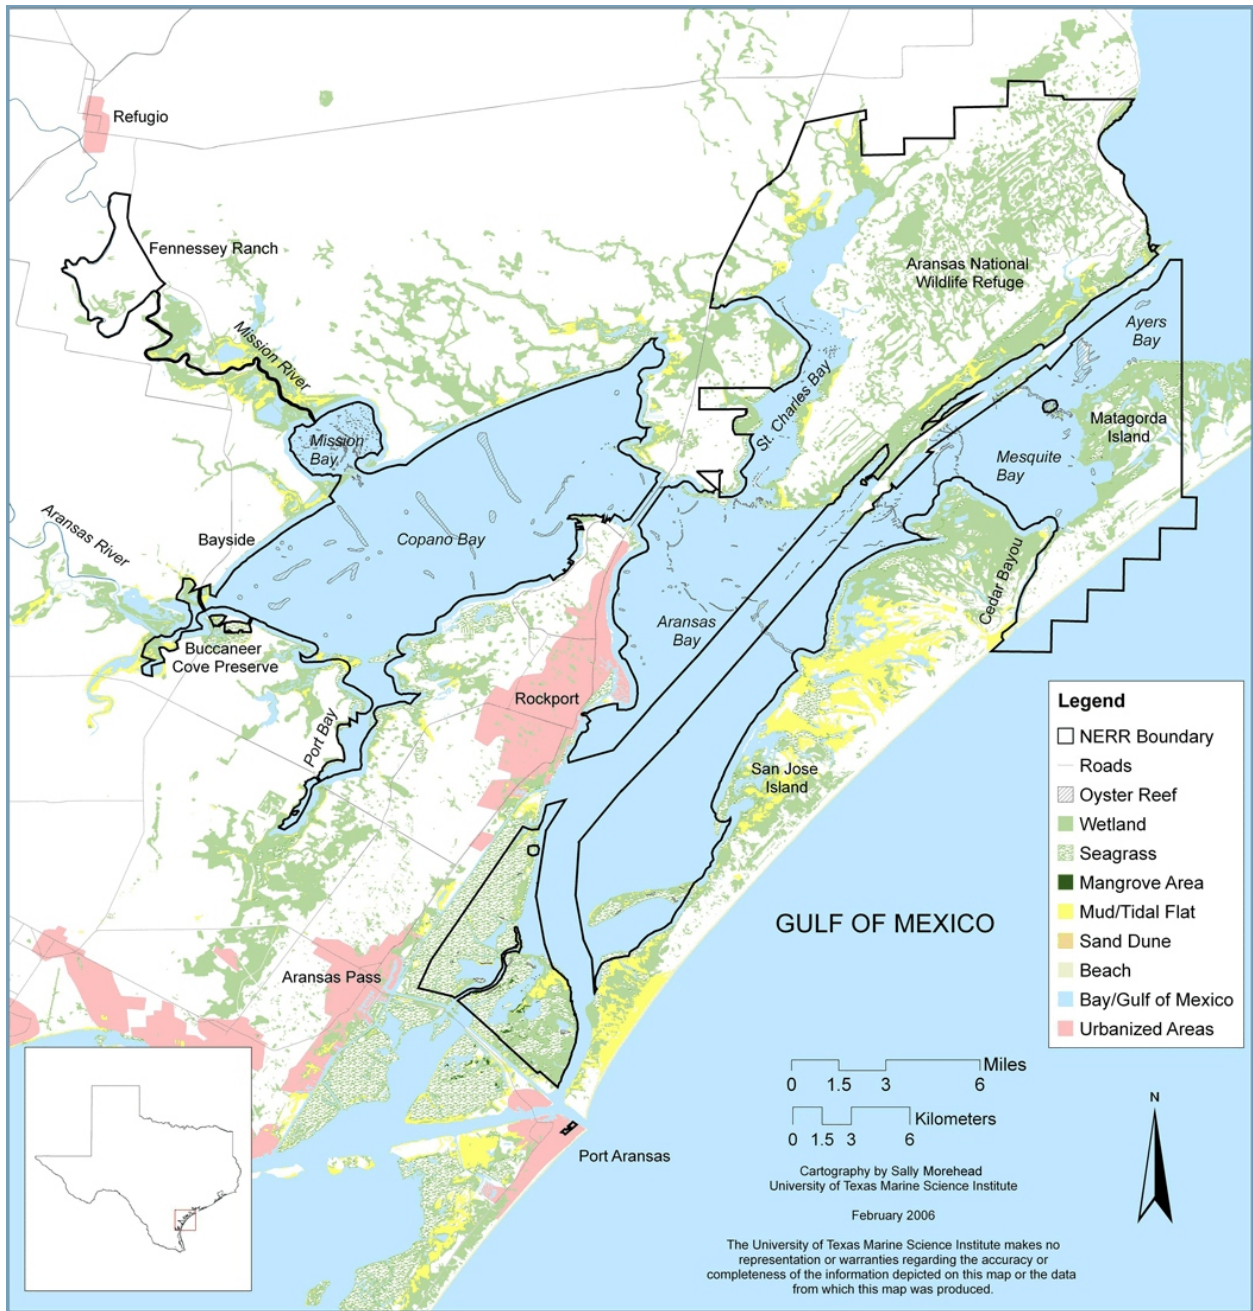 Refugio
Fennessey Ranch
Aransas National
Wildlife Refuge
Mission River
Ayers
Bay
St. Charles Bay
Matagorda
Island
Mission
Bay
Mesquite
Bay
Aransas River
Bayside
Copano Bay
Cedar Bayou
Aransas
Bay
Buccaneer
Cove Preserve
Rockport
Port Bay
San Jose
Island
Legend
NERR Boundary
Roads
Oyster Reef
Wetland
Seagrass
Mangrove Area
Mud/Tidal Flat
Sand Dune
Beach
Bay/Gulf of Mexico
Urbanized Areas
GULF OF MEXICO
Aransas Pass
Miles
0 1.5 3 6
Kilometers
0 1.5 3 6
N
Port Aransas
Cartography by Sally Morehead
University of Texas Marine Science Institute
February 2006
The University of Texas Marine Science Institute makes no
representation or warranties regarding the accuracy or
completeness of the information depicted on this map or the data
from which this map was produced.